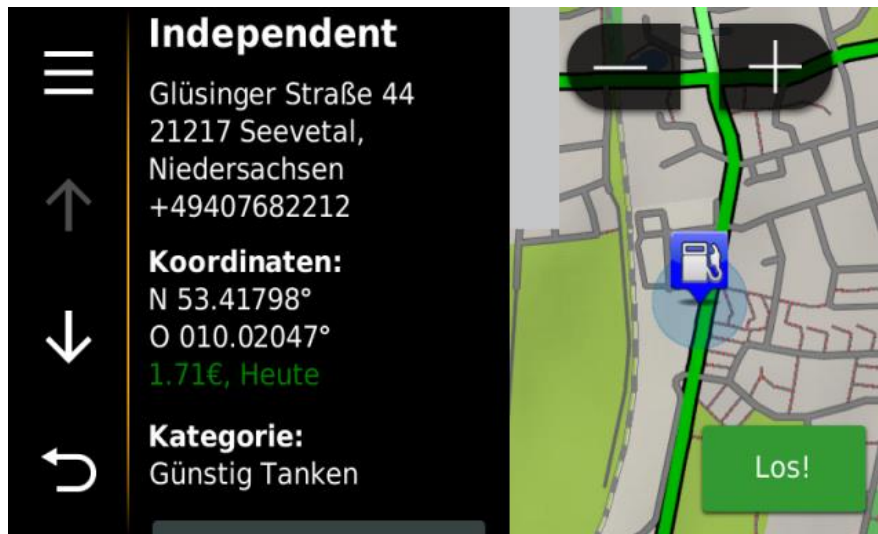 Independent
Glüsinger Straße 44
21217 Seevetal,
Niedersachsen
+49407682212
Koordinaten:
N 53.41798°
O 010.02047°
1.71€, Heute
Kategorie:
Günstig Tanken
Los!